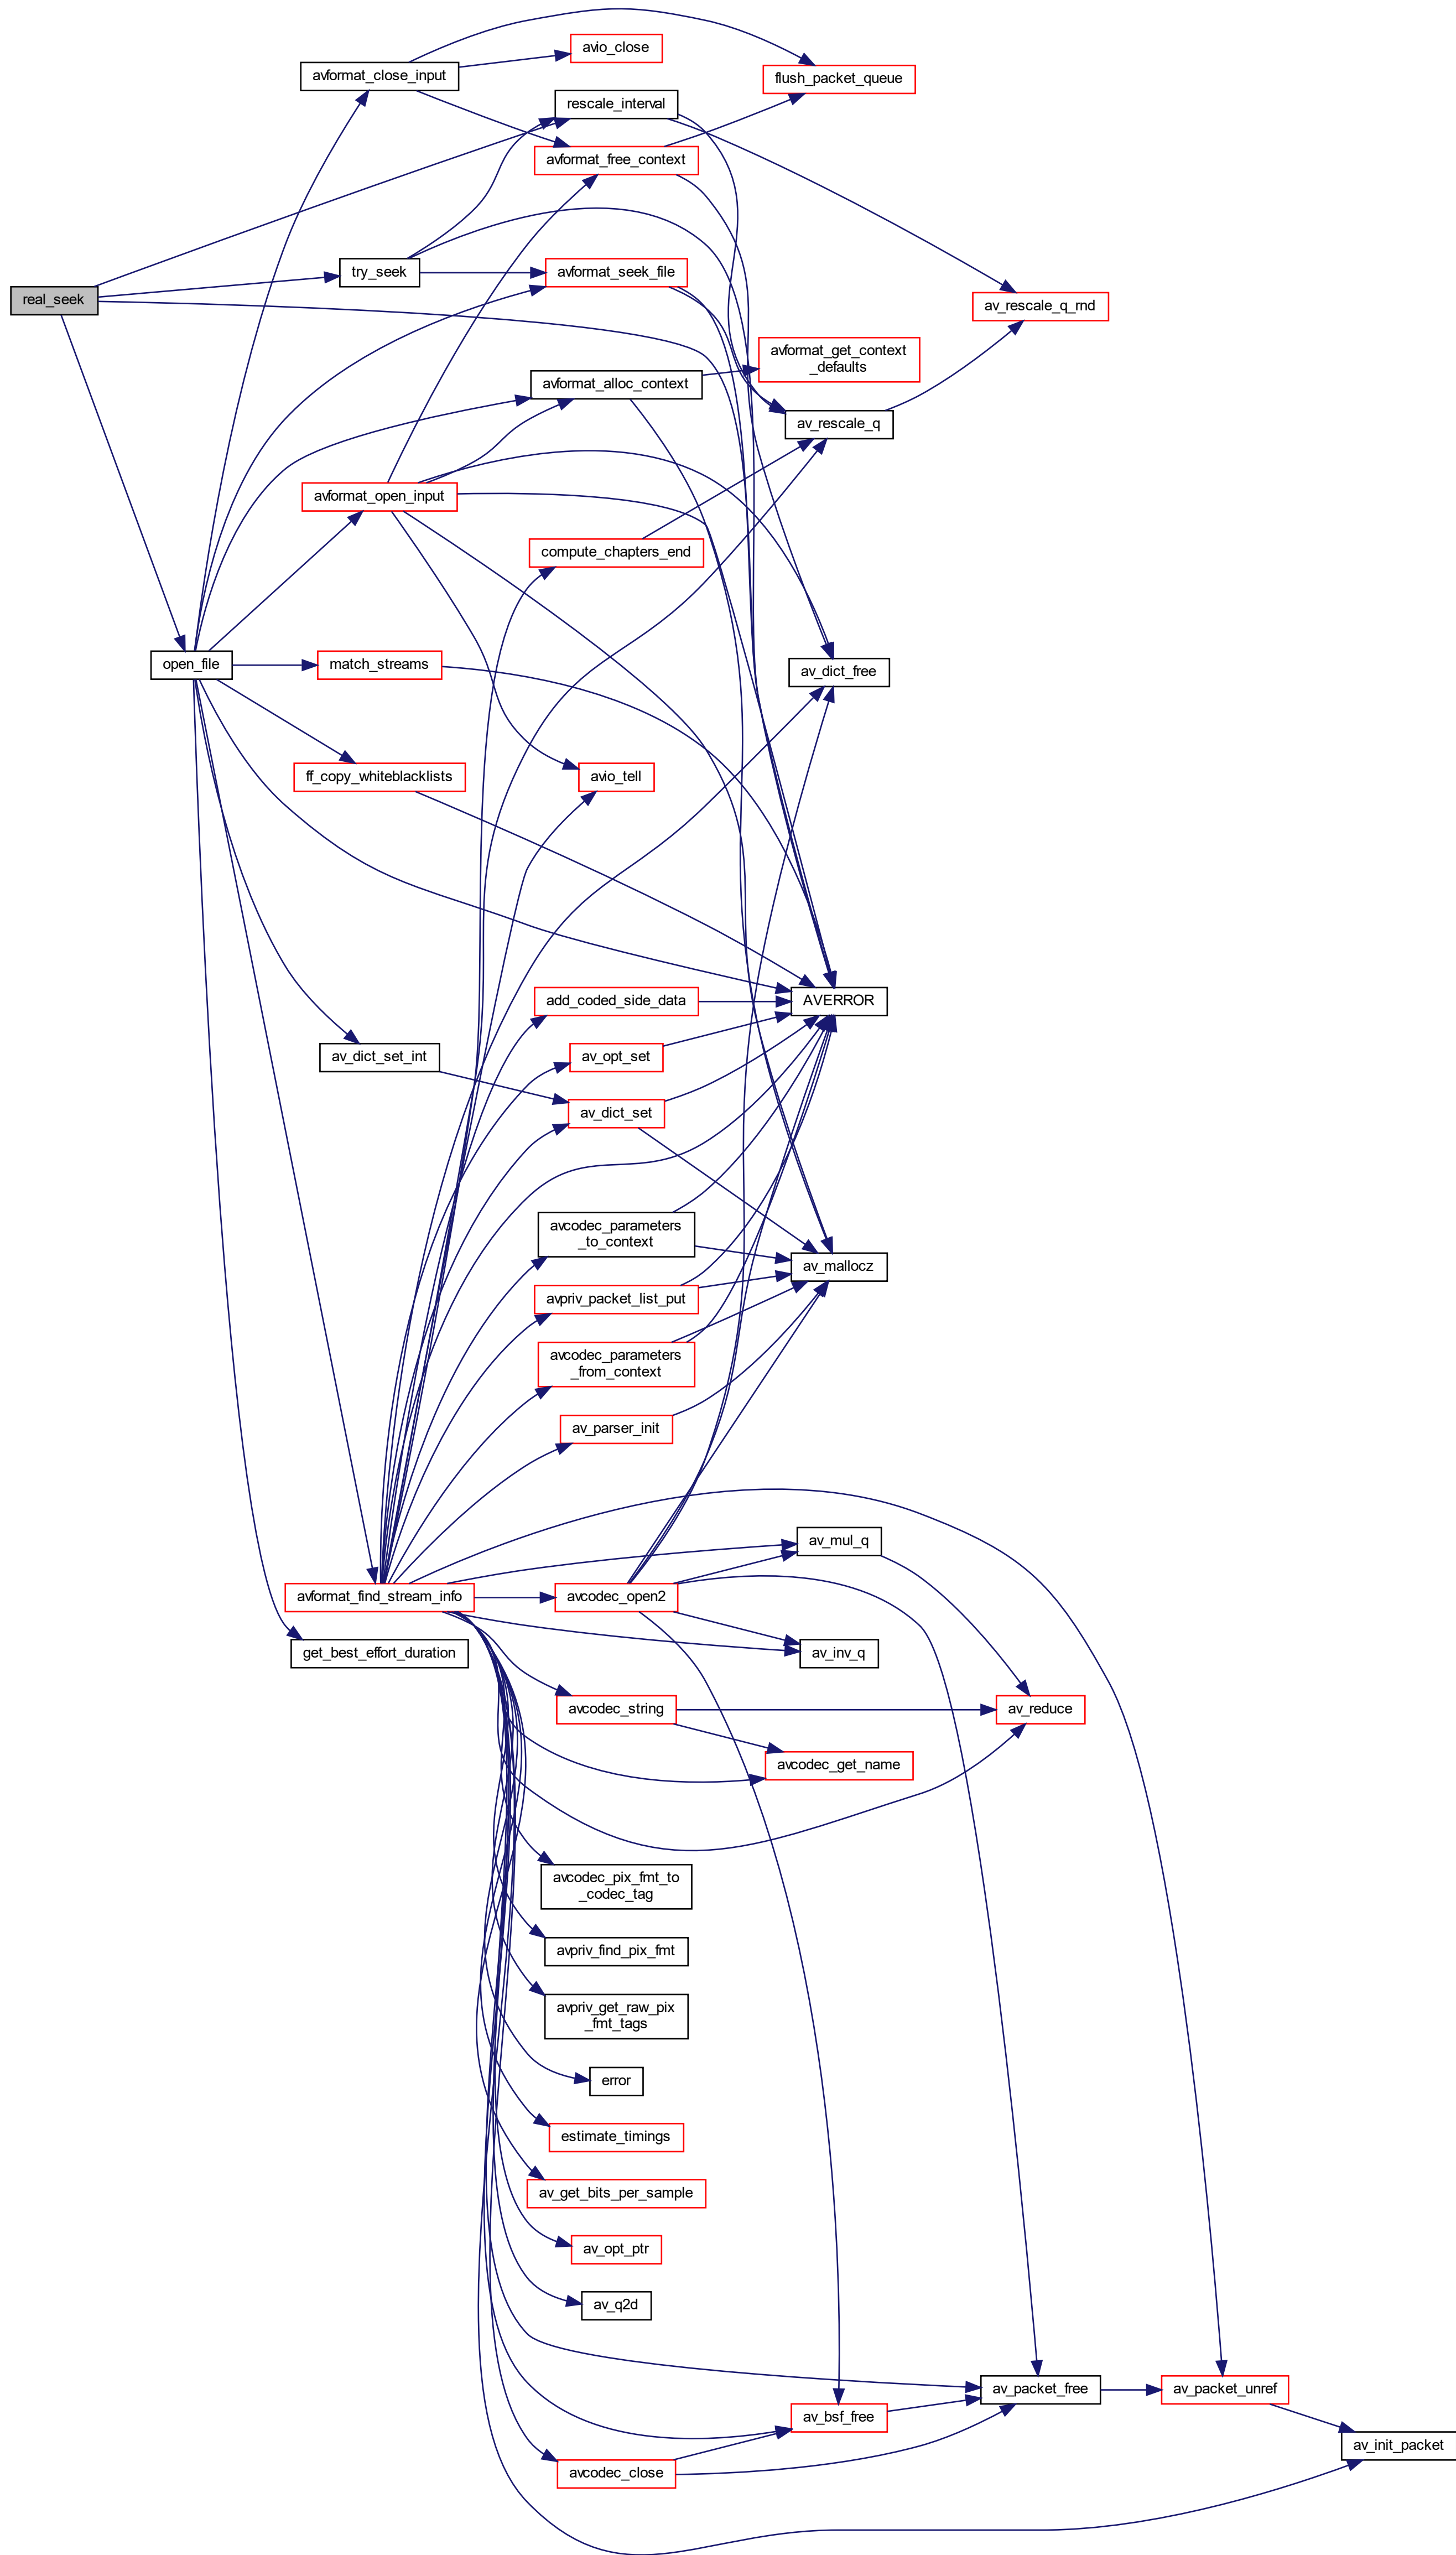 avio_close
avformat_close_input
flush_packet_queue
rescale_interval
avformat_free_context
try_seek
avformat_seek_file
real_seek
av_rescale_q_rnd
avformat_get_context
_defaults
avformat_alloc_context
av_rescale_q
avformat_open_input
compute_chapters_end
open_file
match_streams
av_dict_free
ff_copy_whiteblacklists
avio_tell
add_coded_side_data
AVERROR
av_dict_set_int
av_opt_set
av_dict_set
avcodec_parameters
_to_context
av_mallocz
avpriv_packet_list_put
avcodec_parameters
_from_context
av_parser_init
av_mul_q
avformat_find_stream_info
avcodec_open2
get_best_effort_duration
av_inv_q
avcodec_string
av_reduce
avcodec_get_name
avcodec_pix_fmt_to
_codec_tag
avpriv_find_pix_fmt
avpriv_get_raw_pix
_fmt_tags
error
estimate_timings
av_get_bits_per_sample
av_opt_ptr
av_q2d
av_packet_free
av_packet_unref
av_bsf_free
av_init_packet
avcodec_close